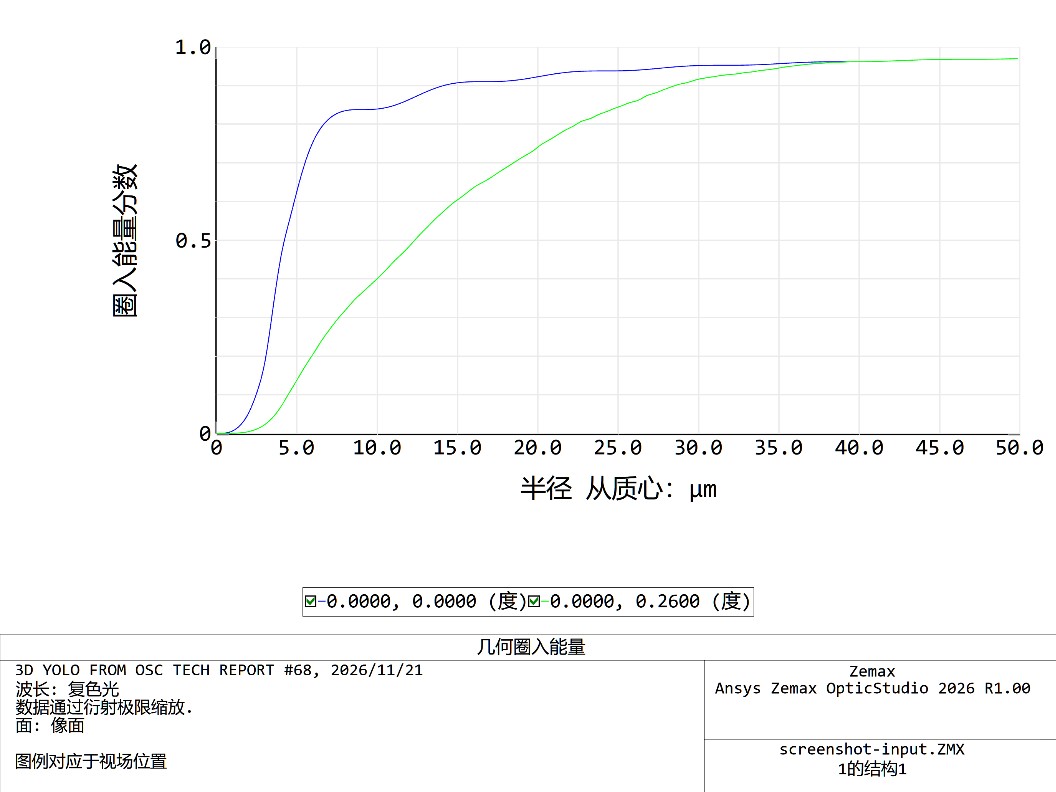 1.0
0.5
0
圈入能量分数
0 5.0 10.0 15.0 20.0 25.0 30.0 35.0 40.0 45.0 50.0
半径 从质心: µm
0.0000, 0.0000 (度) 0.0000, 0.2600 (度)
几何圈入能量
3D YOLO FROM OSC TECH REPORT #68, 2026/11/21
波长: 复色光
数据通过衍射极限缩放.
面: 像面
图例对应于视场位置
Zemax
Ansys Zemax OpticStudio 2026 R1.00
screenshot-input.ZMX
1的结构1